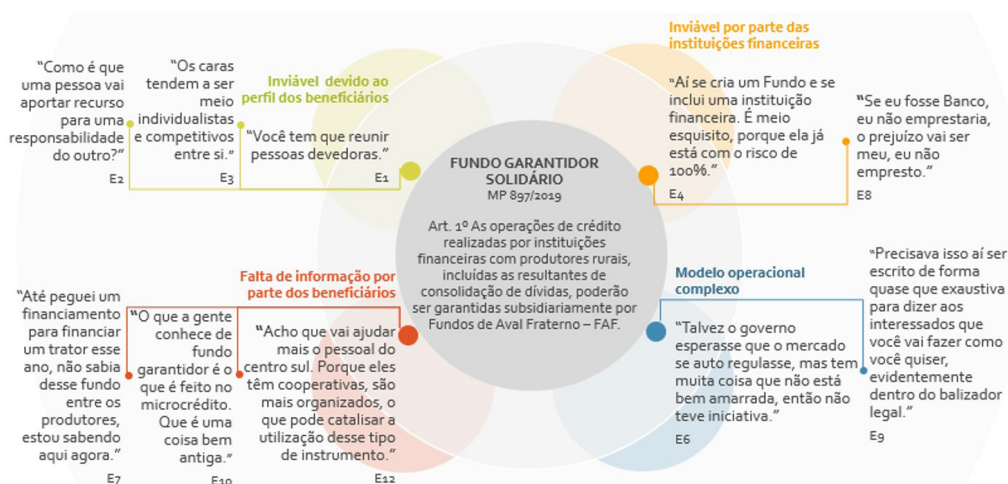 Inviável devido ao
perfil dos beneficiários
“Como é que
uma pessoa vai
aportar recurso
para uma
responsabilidade
do outro?”
E2
“Os caras
tendem a ser
meio
individualistas
e competitivos
entre si.”
E3
“Você tem que reunir
pessoas devedoras.”
E1
Inviável por parte das
instituições financeiras
“Aí se cria um Fundo e se
inclui uma instituição
financeira. É meio
esquisito, porque ela já
está com o risco de
100%.”
E4
“Se eu fosse Banco,
eu não emprestaria,
o prejuízo vai ser
meu, eu não
empresto.”
E8
FUNDO GARANTIDOR
SOLIDÁRIO
MP 897/2019
Art. 1º As operações de crédito
realizadas por instituições
financeiras com produtores rurais,
incluídas as resultantes de
consolidação de dívidas, poderão
ser garantidas subsidiariamente por
Fundos de Aval Fraterno – FAF.
Falta de informação por
parte dos beneficiários
“Até peguei um
financiamento
para financiar
um trator esse
ano, não sabia
desse fundo
entre os
produtores,
estou sabendo
aqui agora.”
E7
“O que a gente
conhece de
fundo
garantidor é o
que é feito no
microcrédito.
Que é uma
coisa bem
antiga.”
E10
“Acho que vai ajudar
mais o pessoal do
centro sul. Porque eles
têm cooperativas, são
mais organizados, o
que pode catalisar a
utilização desse tipo
de instrumento.”
E12
Modelo operacional
complexo
“Talvez o governo
esperasse que o mercado
se auto regulasse, mas tem
muita coisa que não está
bem amarrada, então não
teve iniciativa.”
E6
“Precisava isso aí ser
escrito de forma
quase que exaustiva
para dizer aos
interessados que
você vai fazer como
você quiser,
evidentemente
dentro do balizador
legal.”
E9